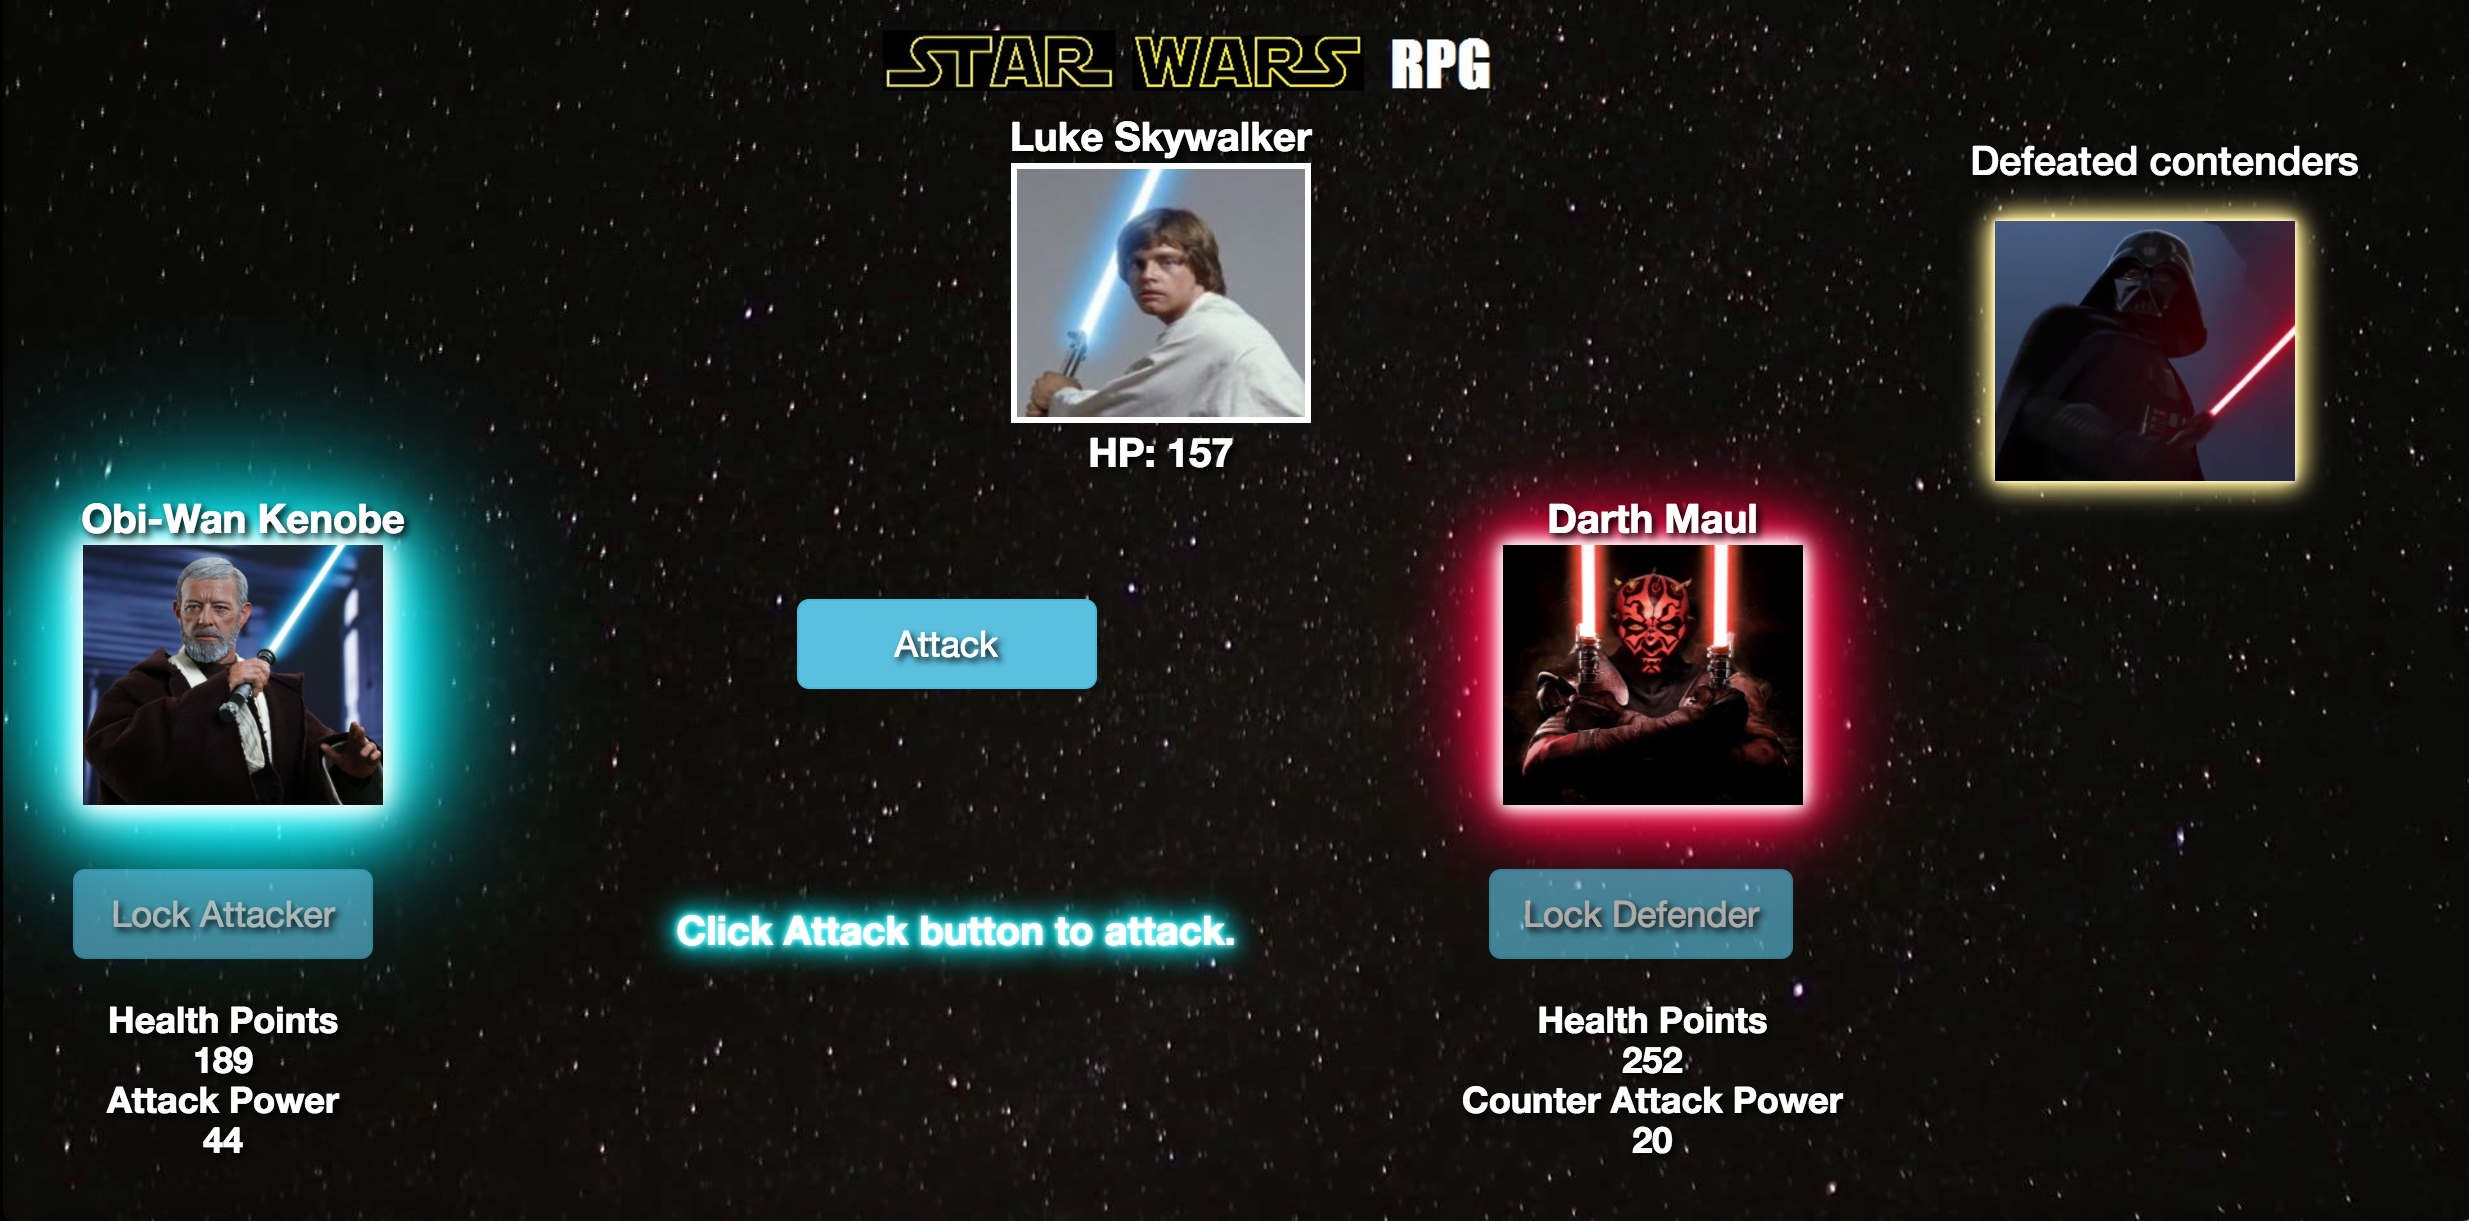 STAR WARS RPG
Luke Skywalker
HP: 157
Defeated contenders
Obi-Wan Kenobe
Darth Maul
Attack
Lock Attacker
Click Attack button to attack.
Lock Defender
Health Points
189
Attack Power
44
Health Points
252
Counter Attack Power
20